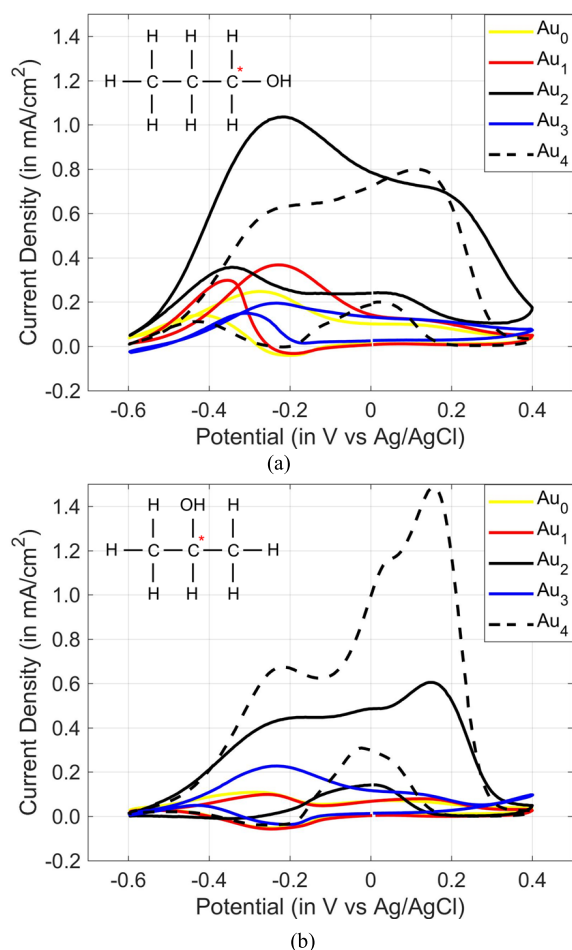 1.4
1.2
1.0
0.8
0.6
0.4
0.2
0.0
-0.2
Current Density (in mA/cm²)
H H H
H C C C* OH
H H H
Au₀
Au₁
Au₂
Au₃
Au₄
-0.6 -0.4 -0.2 0 0.2 0.4
Potential (in V vs Ag/AgCl)
(a)
1.4
1.2
1.0
0.8
0.6
0.4
0.2
0.0
-0.2
Current Density (in mA/cm²)
H OH H
H C C* C H
H H H
Au₀
Au₁
Au₂
Au₃
Au₄
-0.6 -0.4 -0.2 0 0.2 0.4
Potential (in V vs Ag/AgCl)
(b)